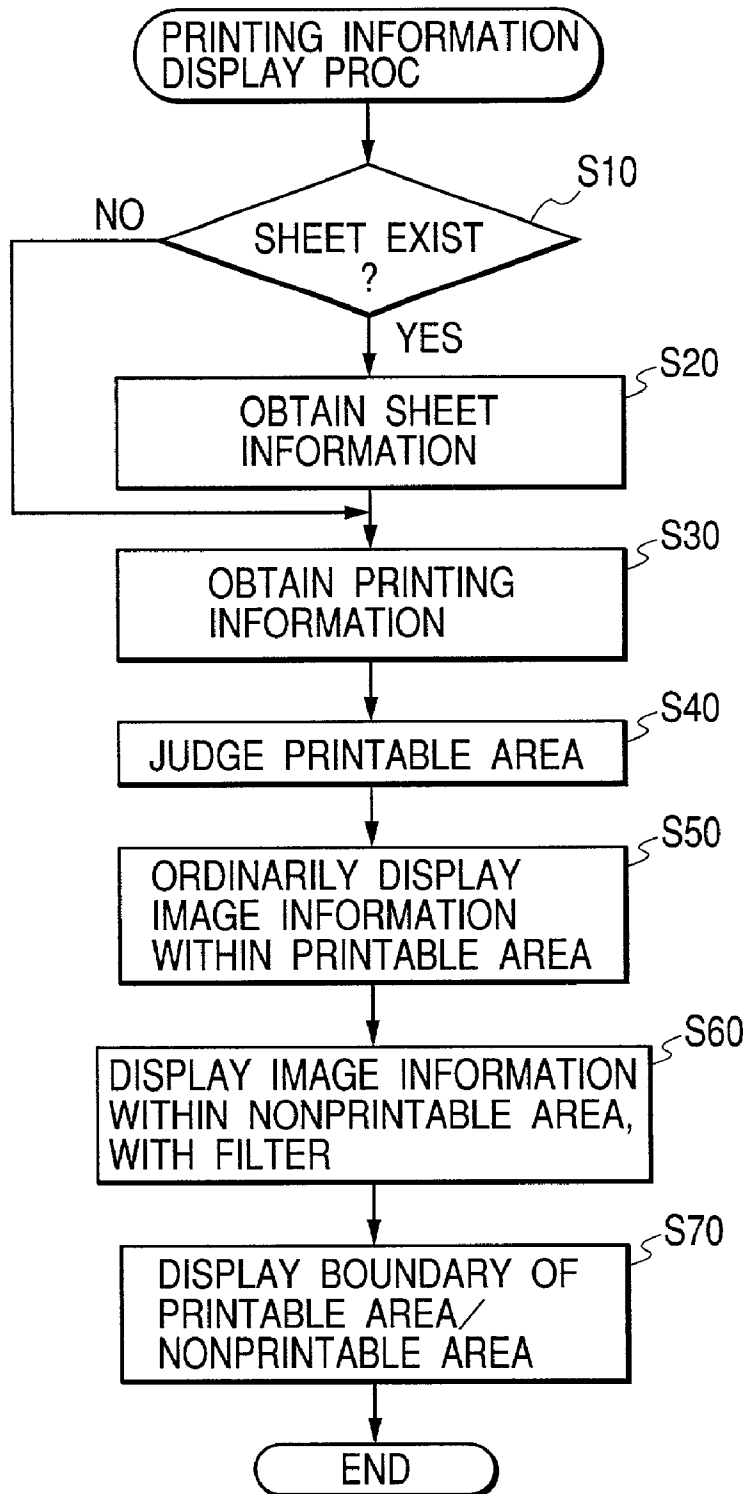 PRINTING INFORMATION
DISPLAY PROC
S10
NO
SHEET EXIST
?
YES
S20
OBTAIN SHEET
INFORMATION
S30
OBTAIN PRINTING
INFORMATION
S40
JUDGE PRINTABLE AREA
S50
ORDINARILY DISPLAY
IMAGE INFORMATION
WITHIN PRINTABLE AREA
S60
DISPLAY IMAGE INFORMATION
WITHIN NONPRINTABLE AREA,
WITH FILTER
S70
DISPLAY BOUNDARY OF
PRINTABLE AREA/
NONPRINTABLE AREA
END